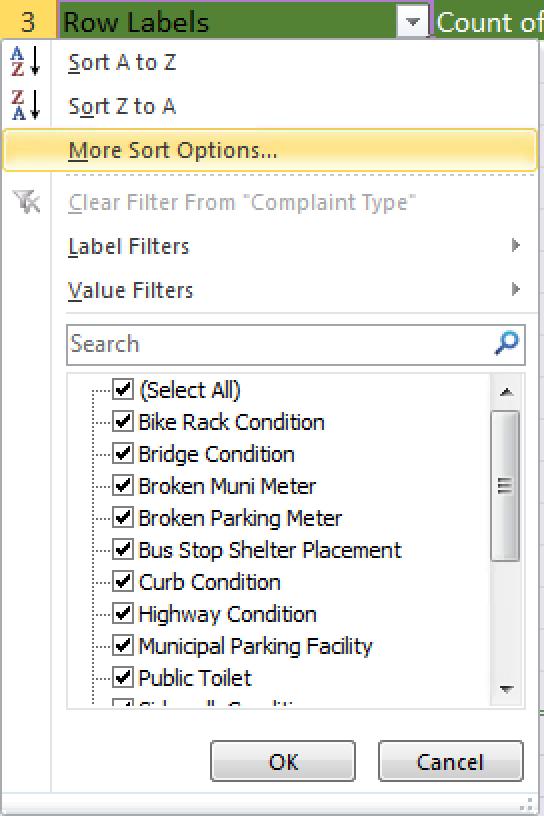 3 Row Labels Count of
Sort A to Z
Sort Z to A
More Sort Options...
Clear Filter From "Complaint Type"
Label Filters
Value Filters
Search
(Select All)
Bike Rack Condition
Bridge Condition
Broken Muni Meter
Broken Parking Meter
Bus Stop Shelter Placement
Curb Condition
Highway Condition
Municipal Parking Facility
Public Toilet
OK Cancel